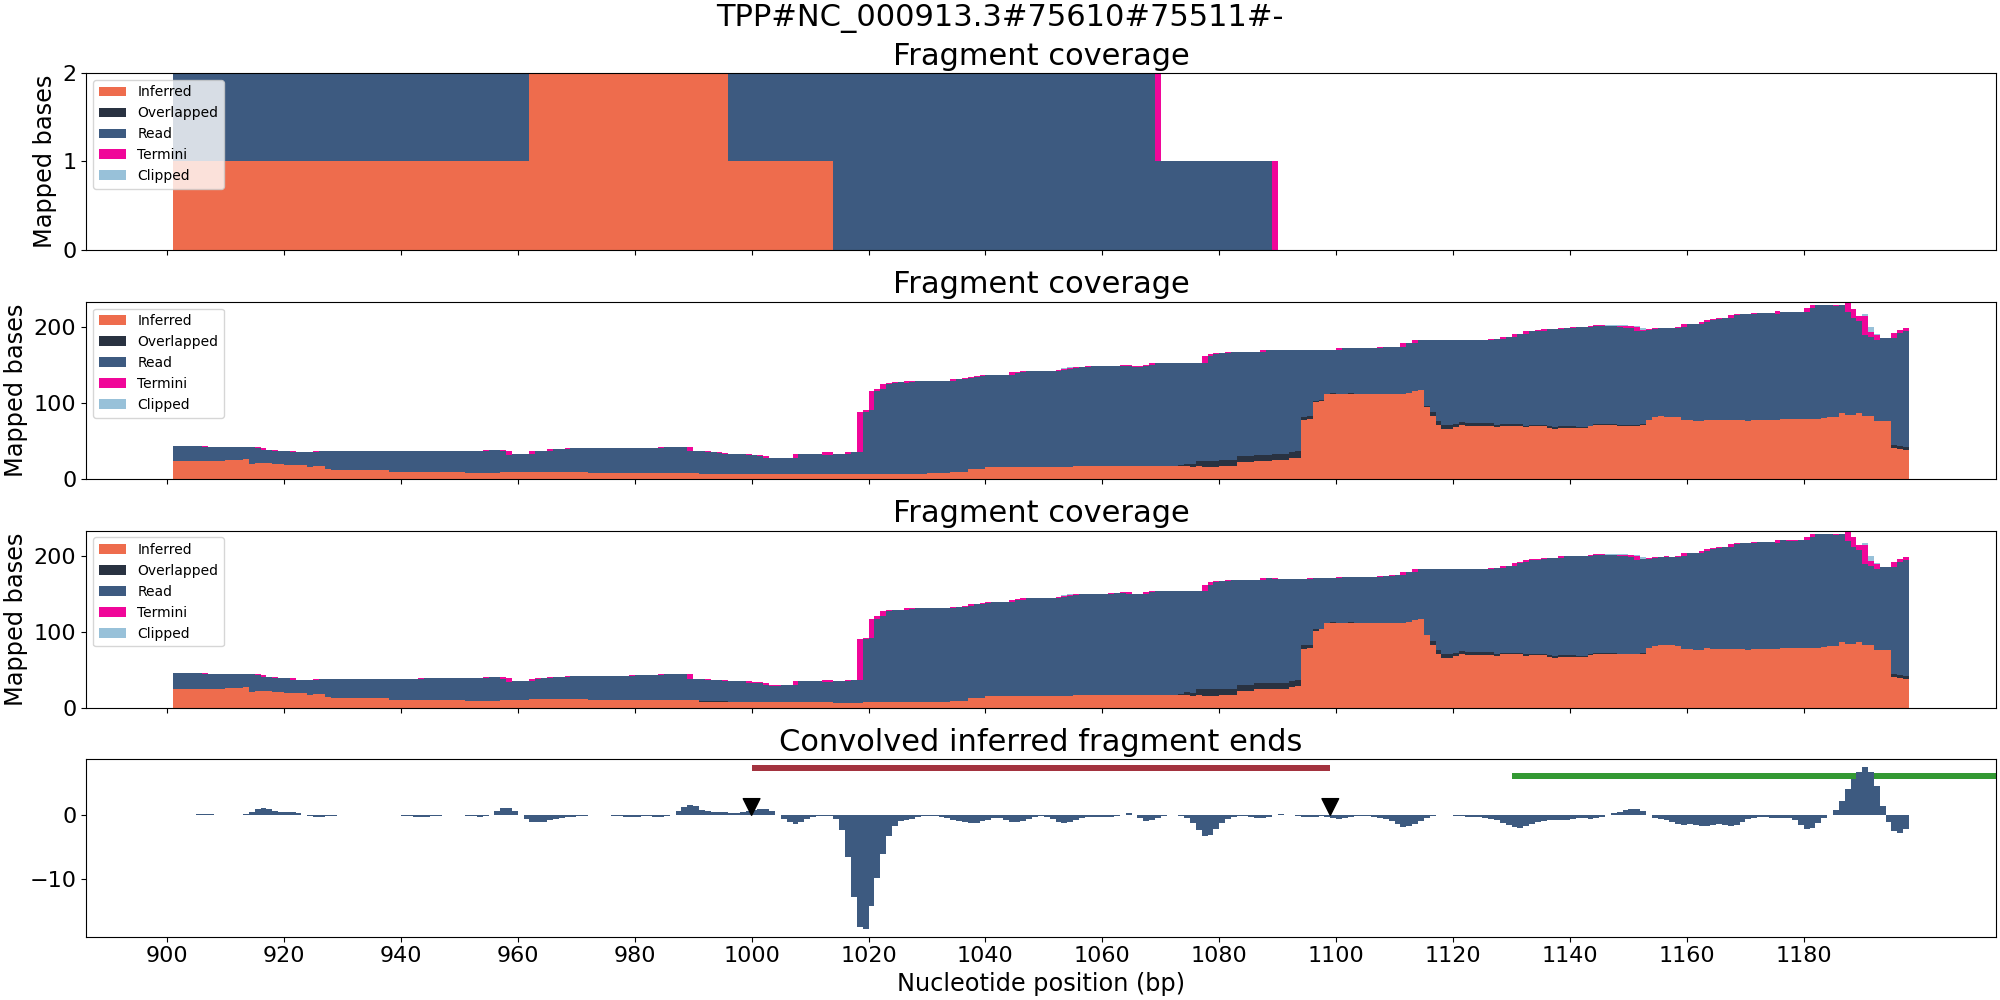 TPP#NC_000913.3#75610#75511#-
Fragment coverage
Mapped bases
2
1
0
Inferred
Overlapped
Read
Termini
Clipped
Fragment coverage
Mapped bases
200
100
0
Inferred
Overlapped
Read
Termini
Clipped
Fragment coverage
Mapped bases
200
100
0
Inferred
Overlapped
Read
Termini
Clipped
Convolved inferred fragment ends
0
−10
900 920 940 960 980 1000 1020 1040 1060 1080 1100 1120 1140 1160 1180
Nucleotide position (bp)